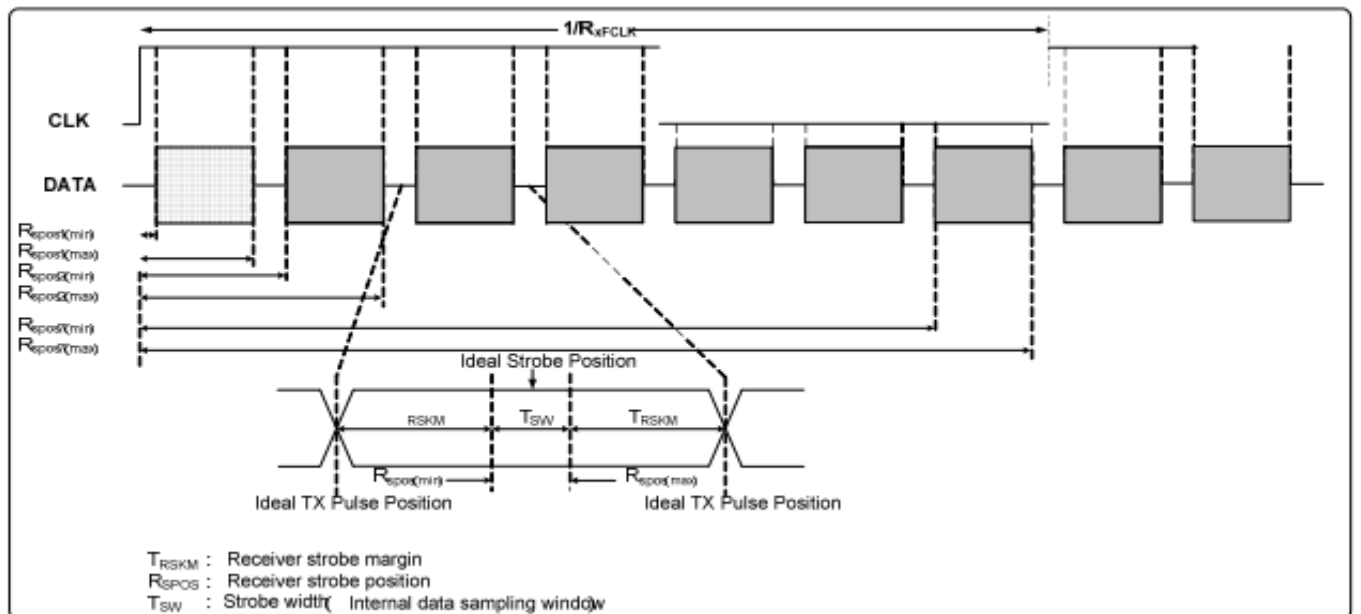 1/RxFCLK
CLK
DATA
Rspos1(min)
Rspos1(max)
Rspos2(min)
Rspos2(max)
Rspos7(min)
Rspos7(max)
Ideal Strobe Position
RSKM TSW TRSKM
Rspos(min) Rspos(max)
Ideal TX Pulse Position Ideal TX Pulse Position
TRSKM : Receiver strobe margin
RSPOS : Receiver strobe position
TSW : Strobe width( Internal data sampling window)